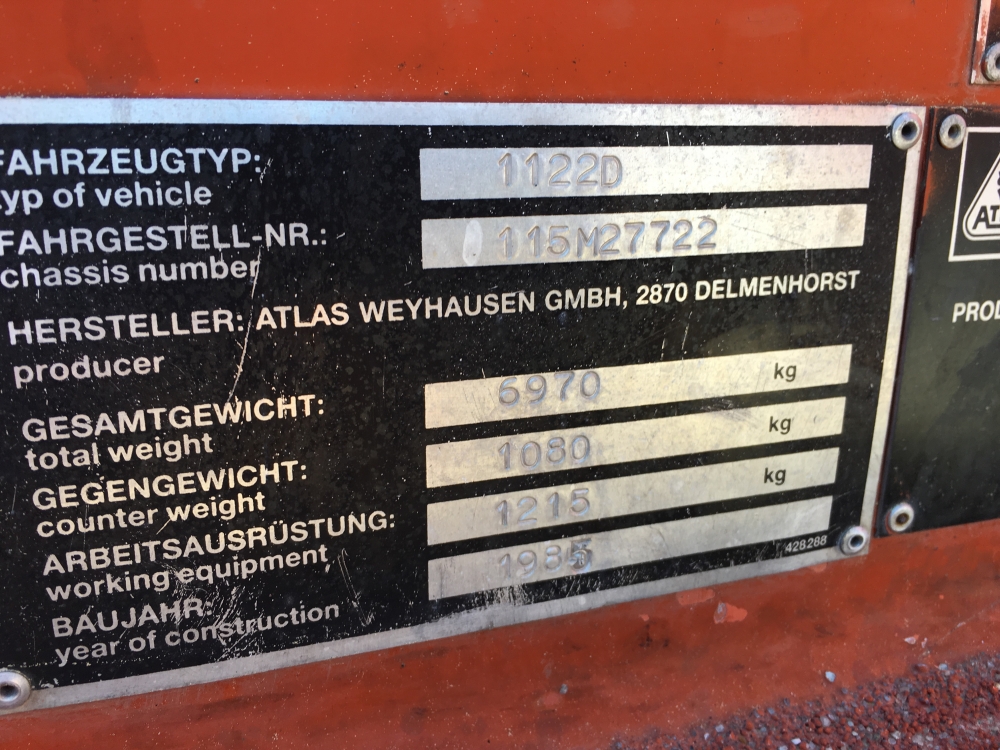 FAHRZEUGTYP: 1122D
typ of vehicle
FAHRGESTELL-NR.: 115M27722
chassis number
HERSTELLER: ATLAS WEYHAUSEN GMBH, 2870 DELMENHORST
producer
GESAMTGEWICHT: 6970 kg
total weight
GEGENGEWICHT: 1080 kg
counter weight
ARBEITSAUSRÜSTUNG: 1215 kg
working equipment
BAUJAHR:
year of construction
428288